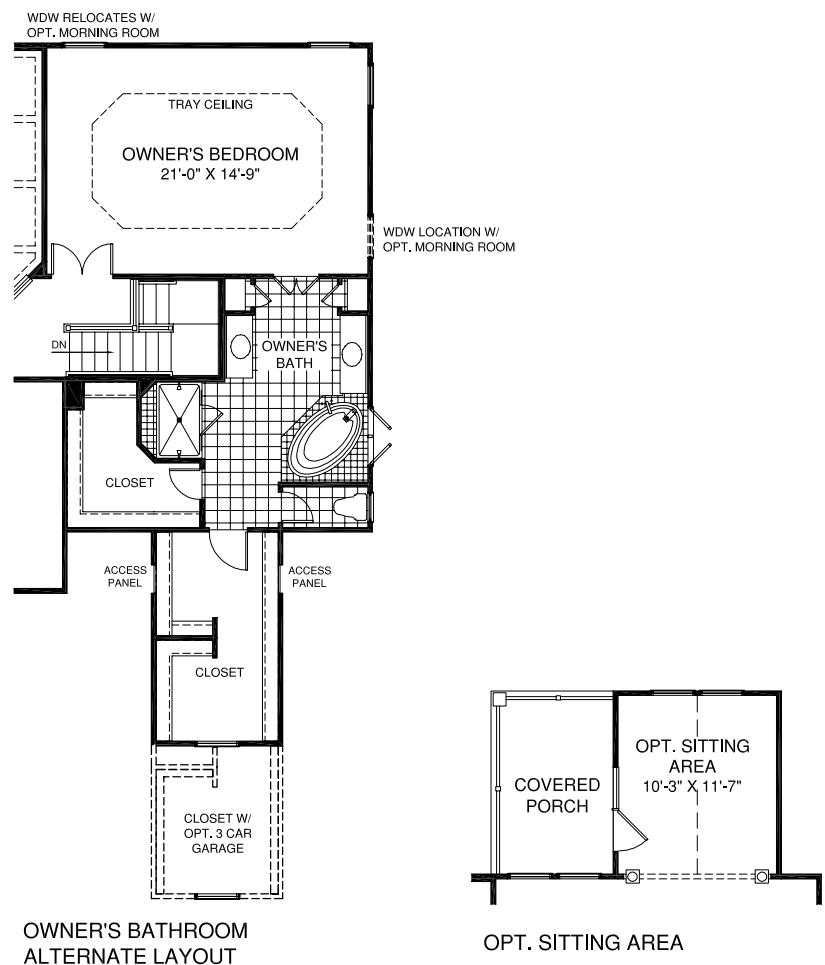 WDW RELOCATES W/
OPT. MORNING ROOM
TRAY CEILING
OWNER'S BEDROOM
21'-0" X 14'-9"
WDW LOCATION W/
OPT. MORNING ROOM
DN
OWNER'S
BATH
CLOSET
ACCESS
PANEL
ACCESS
PANEL
CLOSET
CLOSET W/
OPT. 3 CAR
GARAGE
OWNER'S BATHROOM
ALTERNATE LAYOUT
OPT. SITTING
AREA
10'-3" X 11'-7"
COVERED
PORCH
OPT. SITTING AREA